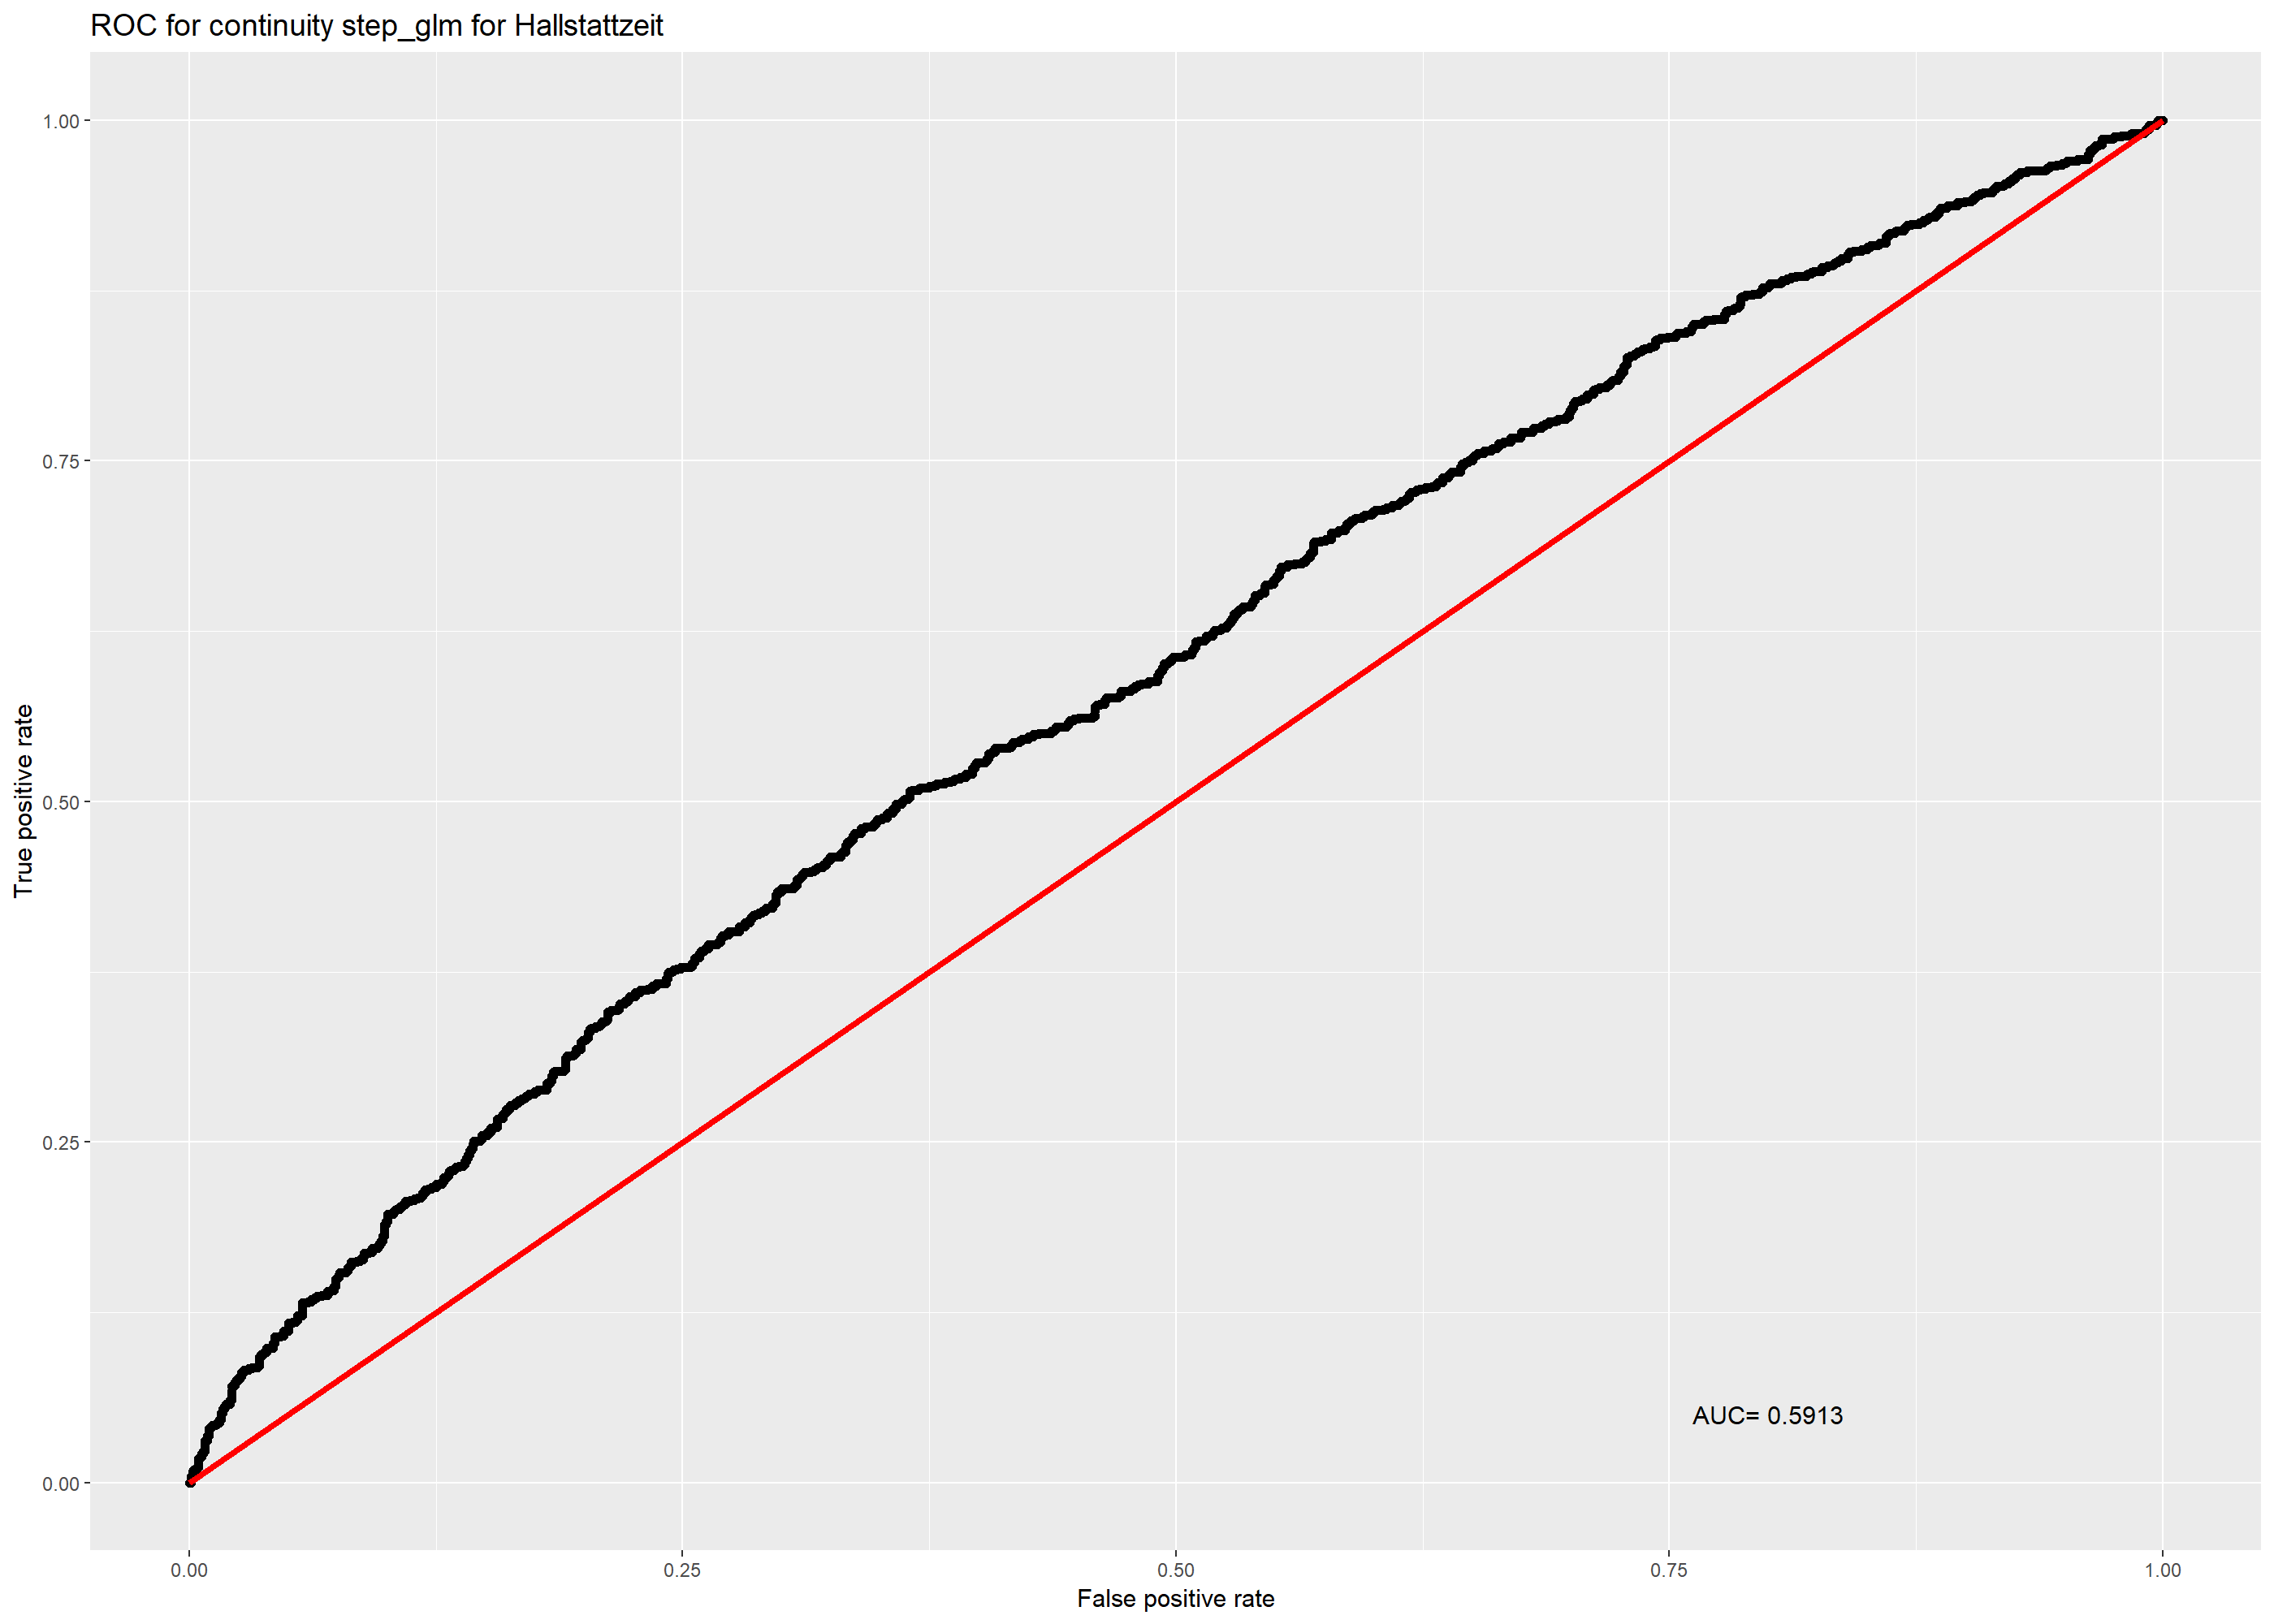 ROC for continuity step_glm for Hallstattzeit
1.00
0.75
0.50
0.25
0.00
True positive rate
AUC= 0.5913
0.00 0.25 0.50 0.75 1.00
False positive rate